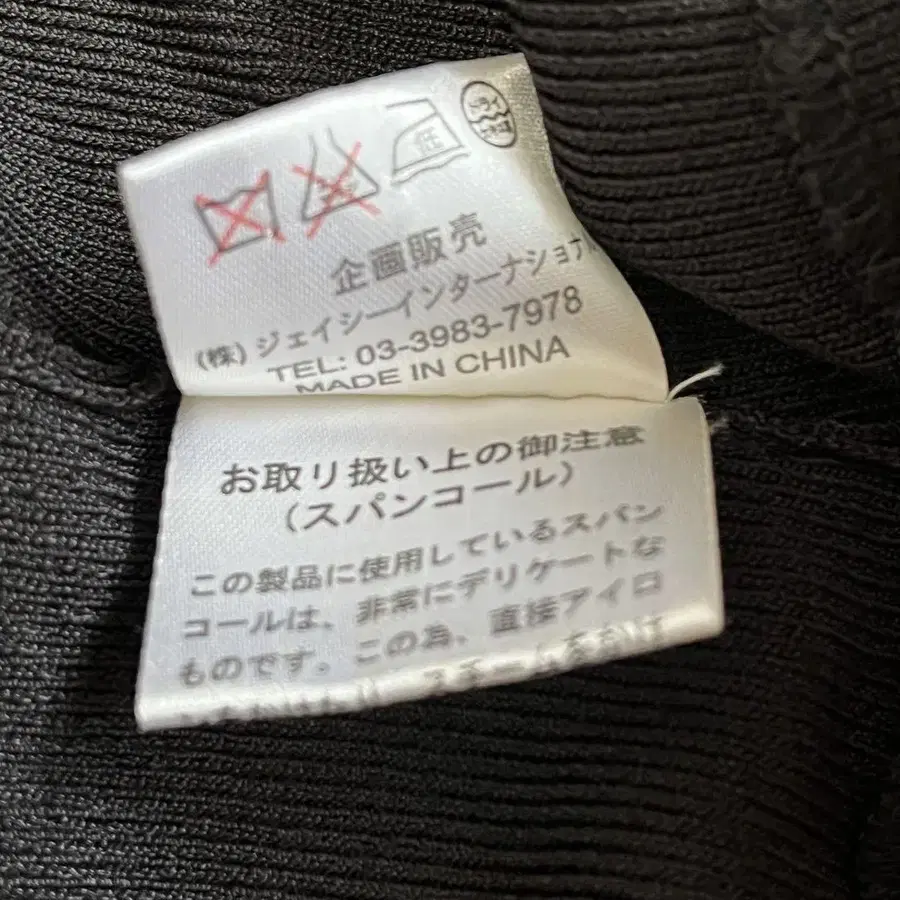 低
企画販売
(株)ジェイシーインターナショナ
TEL: 03-3983-7978
MADE IN CHINA
お取り扱い上の御注意
(スパンコール)
この製品に使用しているスパン
コールは、非常にデリケートな
ものです。この為、直接アイロ